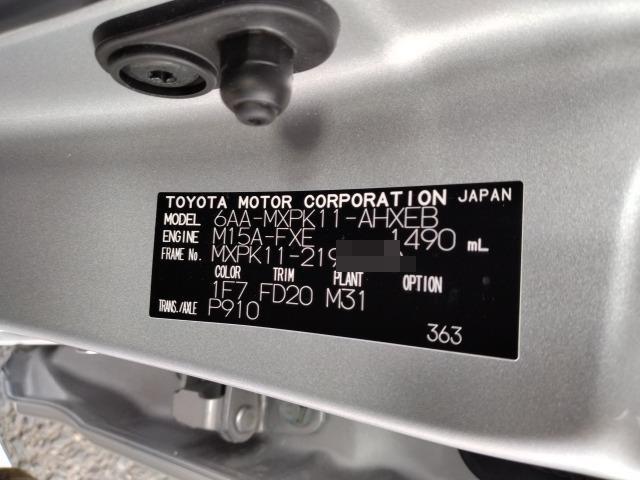 TOYOTA MOTOR CORPORATION JAPAN
MODEL 6AA-MXPK11-AHXEB
ENGINE M15A-FXE 1490 mL
FRAME No. MXPK11-219
COLOR TRIM PLANT OPTION
1F7 FD20 M31
TRANS./AXLE P910
363